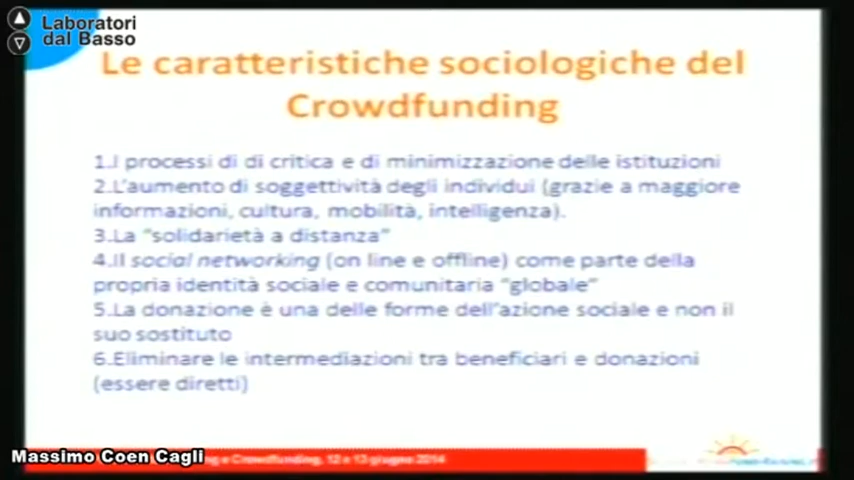 Laboratori
dal Basso
Le caratteristiche sociologiche del
Crowdfunding
1.I processi di di critica e di minimizzazione delle istituzioni
2.L'aumento di soggettività degli individui (grazie a maggiore
informazioni, cultura, mobilità, intelligenza).
3.La "solidarietà a distanza"
4.Il social networking (on line e offline) come parte della
propria identità sociale e comunitaria "globale"
5.La donazione è una delle forme dell'azione sociale e non il
suo sostituto
6.Eliminare le intermediazioni tra beneficiari e donazioni
(essere diretti)
Massimo Coen Cagli
e Crowdfunding, 12 e 13 giugno 2014